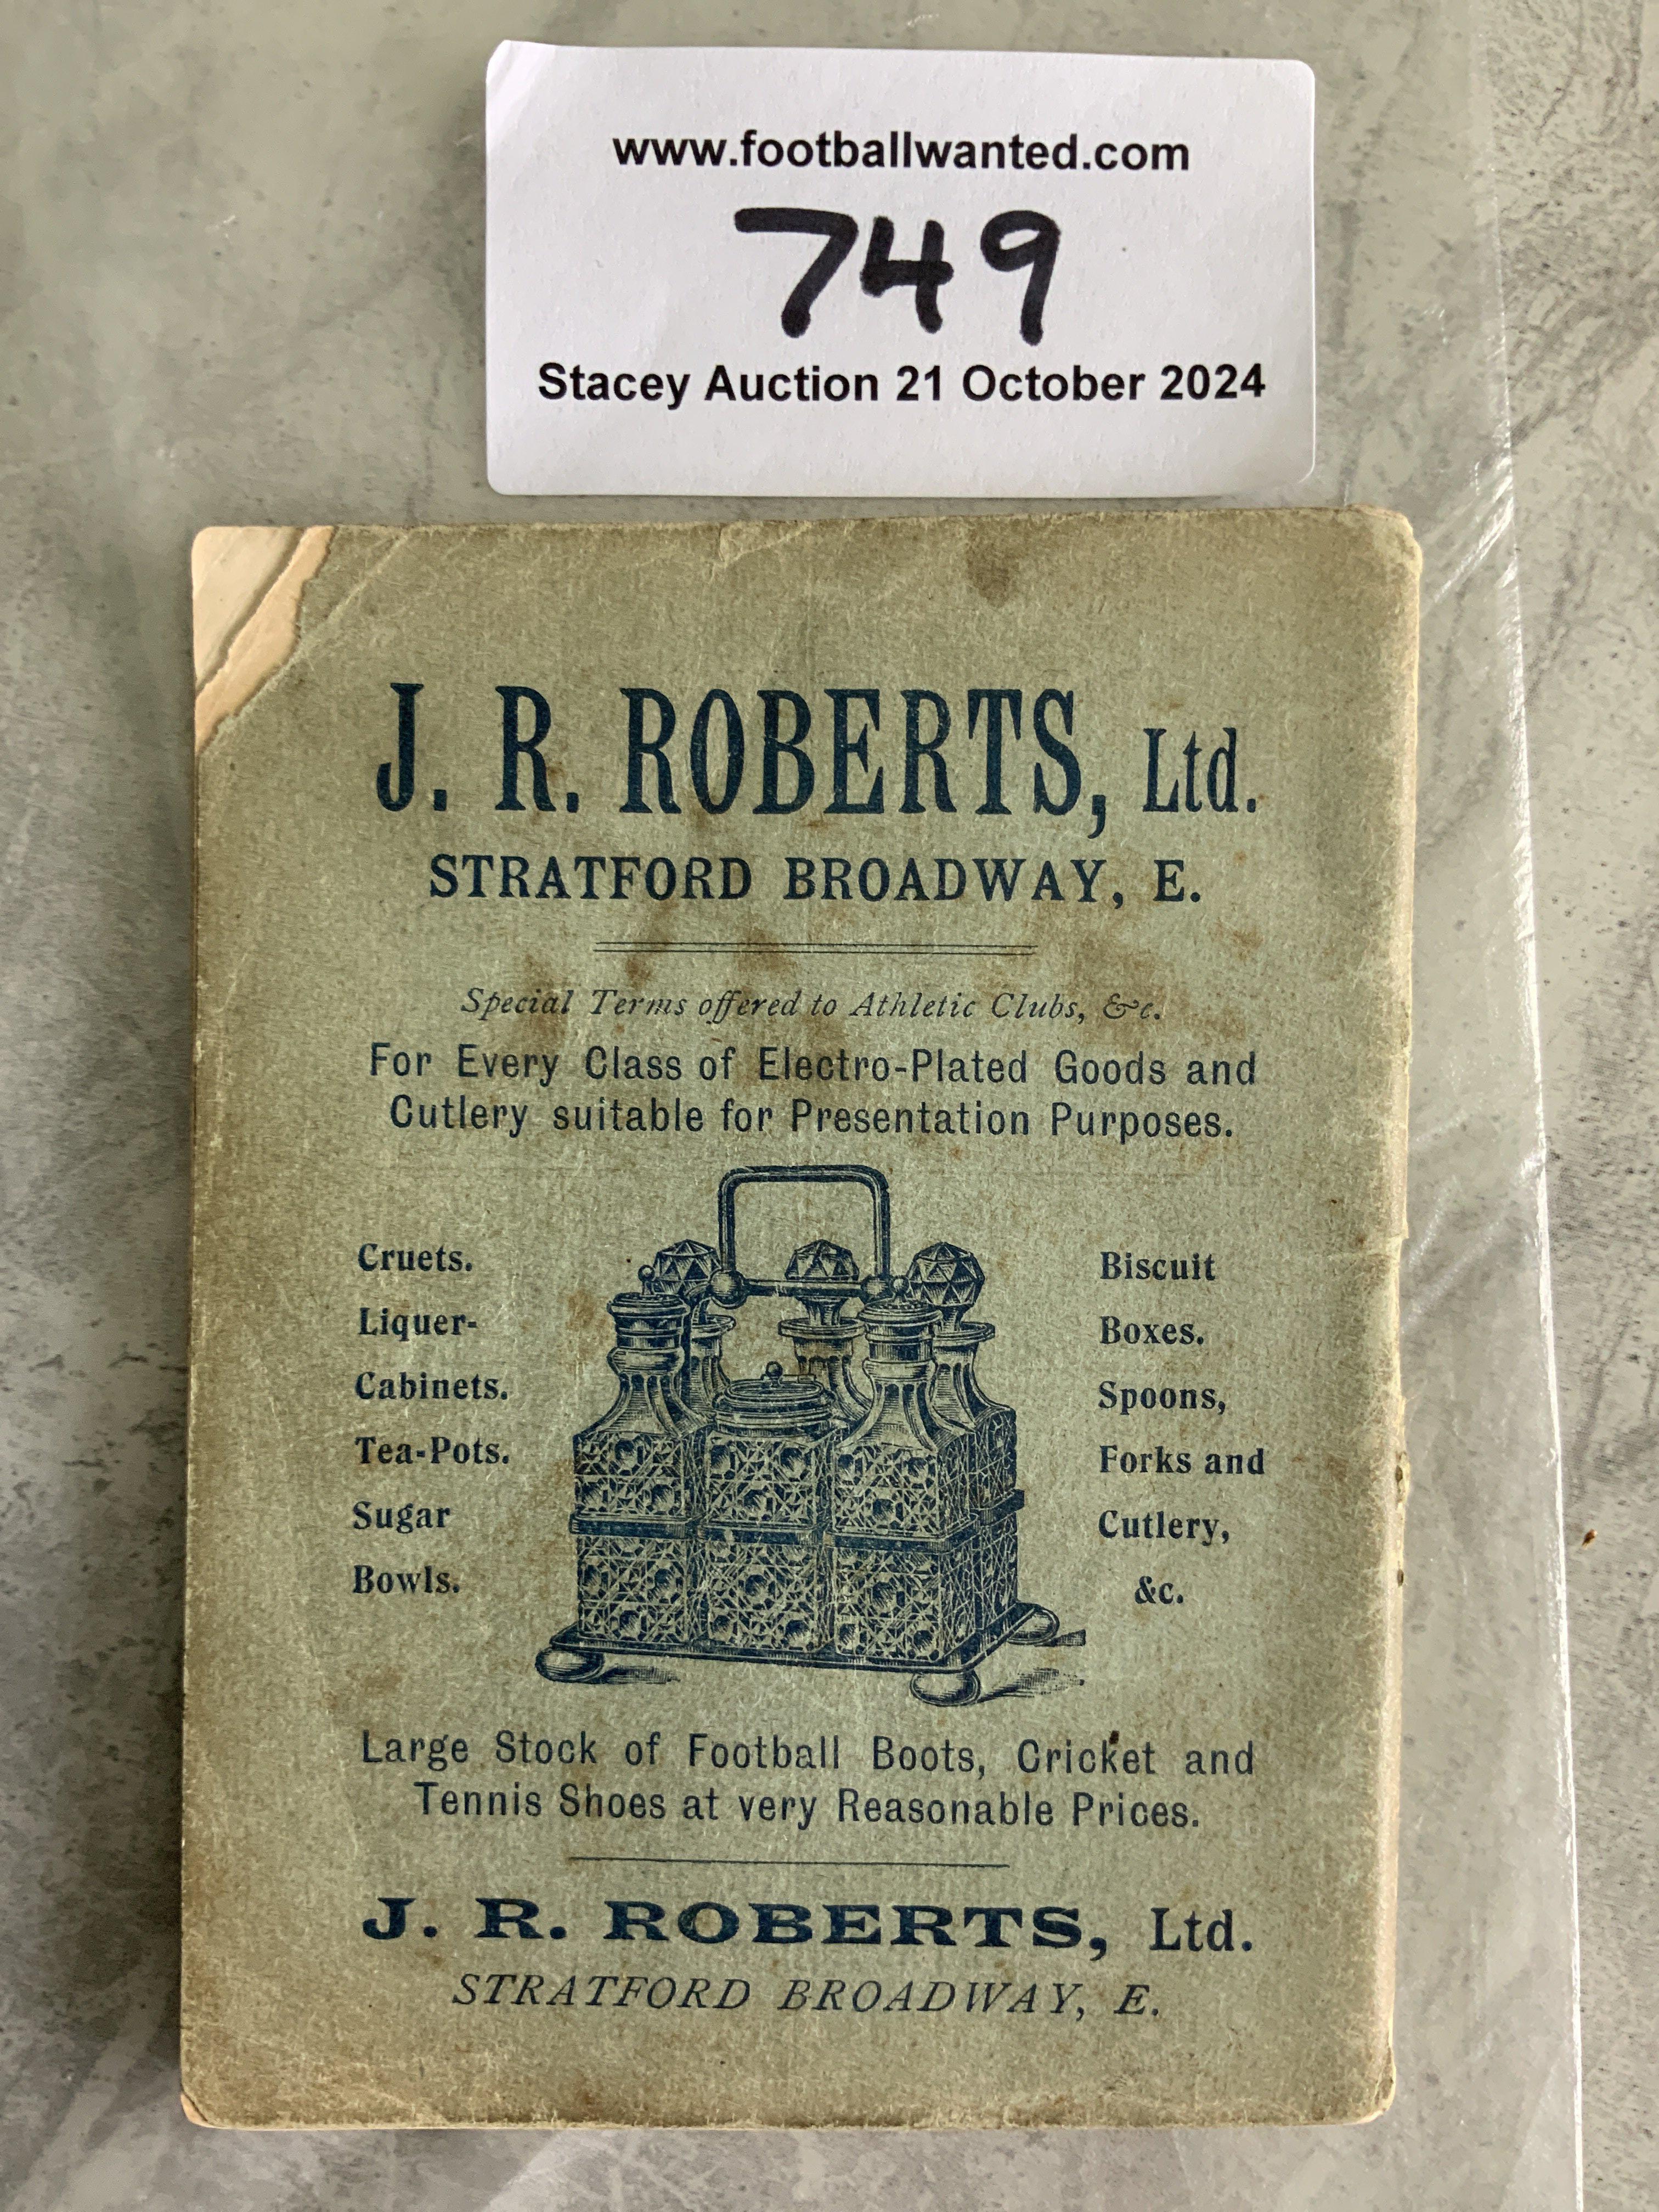 www.footballwanted.com
749
Stacey Auction 21 October 2024
J. R. ROBERTS, Ltd.
STRATFORD BROADWAY, E.
Special Terms offered to Athletic Clubs, &c.
For Every Class of Electro-Plated Goods and
Cutlery suitable for Presentation Purposes.
Cruets.
Liquer-
Cabinets.
Tea-Pots.
Sugar
Bowls.
Biscuit
Boxes.
Spoons,
Forks and
Cutlery,
&c.
Large Stock of Football Boots, Cricket and
Tennis Shoes at very Reasonable Prices.
J. R. ROBERTS, Ltd.
STRATFORD BROADWAY, E.